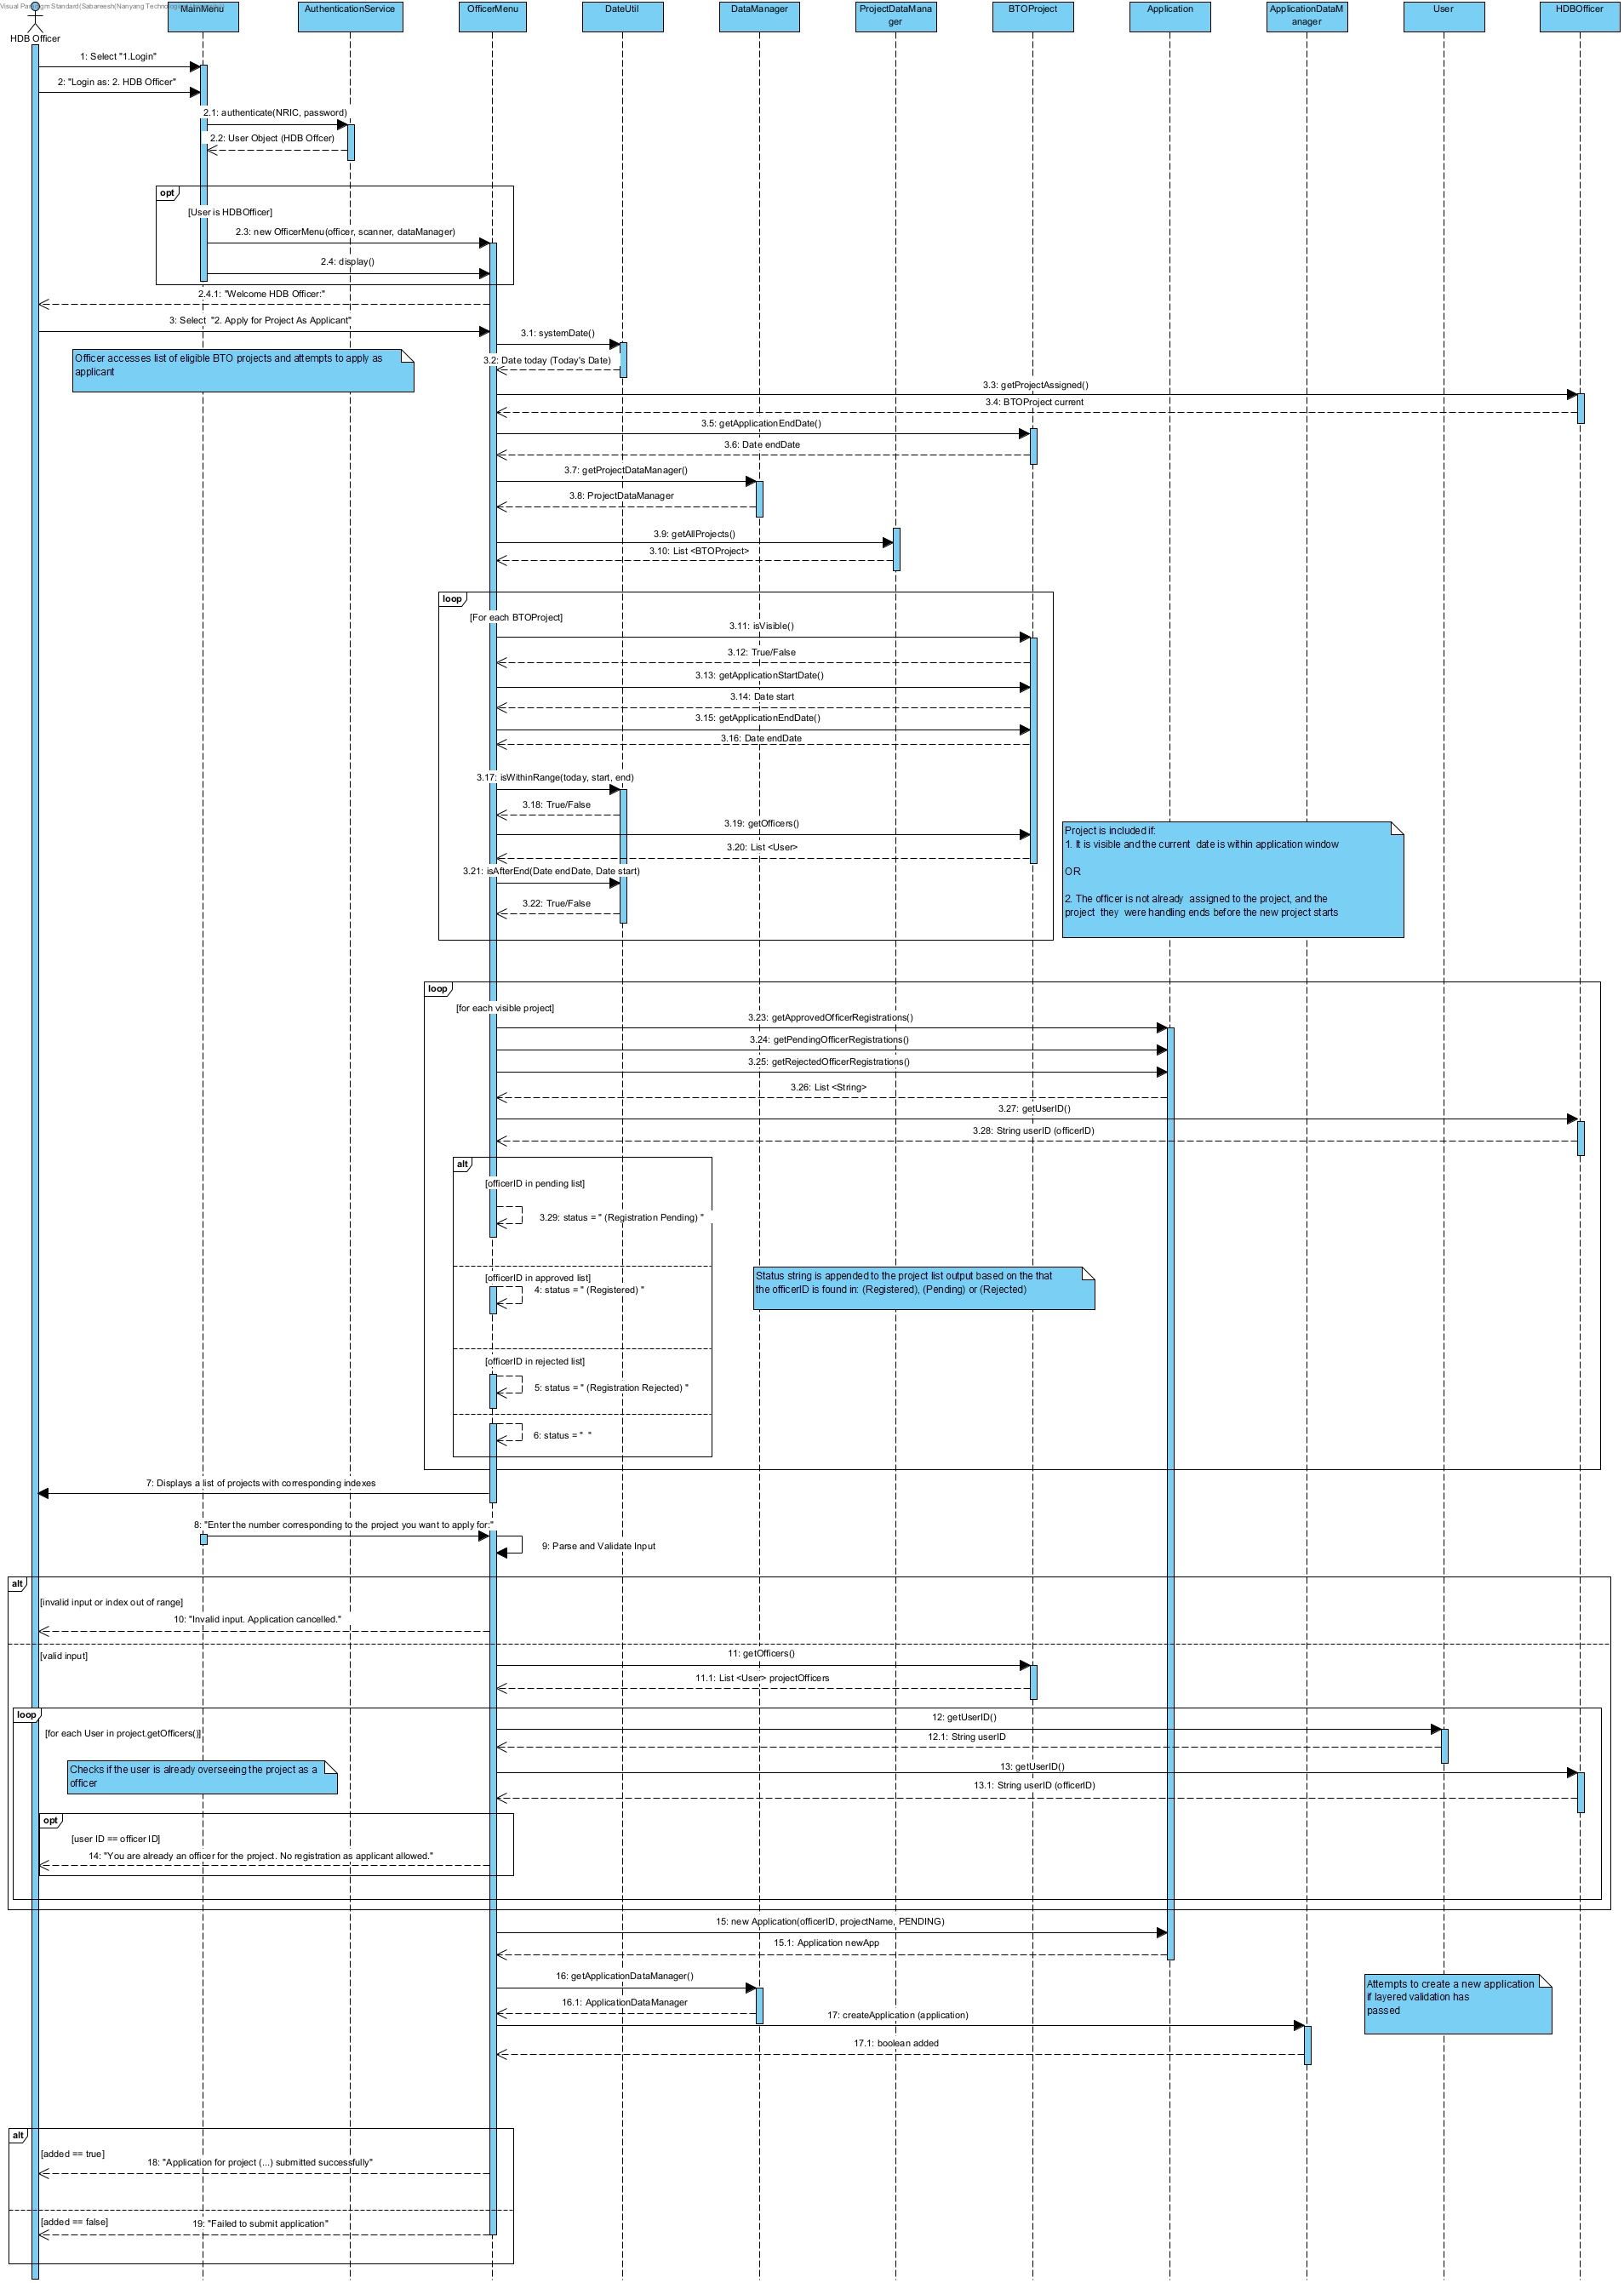 Visual Paradigm Standard(Sabareesh(Nanyang Technological
MainMenu
AuthenticationService
OfficerMenu
DateUtil
DataManager
ProjectDataMana
ger
BTOProject
Application
ApplicationDataM
anager
User
HDBOfficer
HDB Officer
1: Select "1.Login"
2: "Login as: 2. HDB Officer"
2.1: authenticate(NRIC, password)
2.2: User Object (HDB Offcer)
opt
[User is HDBOfficer]
2.3: new OfficerMenu(officer, scanner, dataManager)
2.4: display()
2.4.1: "Welcome HDB Officer:"
3: Select "2. Apply for Project As Applicant"
3.1: systemDate()
Officer accesses list of eligible BTO projects and attempts to apply as
applicant
3.2: Date today (Today's Date)
3.3: getProjectAssigned()
3.4: BTOProject current
3.5: getApplicationEndDate()
3.6: Date endDate
3.7: getProjectDataManager()
3.8: ProjectDataManager
3.9: getAllProjects()
3.10: List <BTOProject>
loop
[For each BTOProject]
3.11: isVisible()
3.12: True/False
3.13: getApplicationStartDate()
3.14: Date start
3.15: getApplicationEndDate()
3.16: Date endDate
3.17: isWithinRange(today, start, end)
3.18: True/False
3.19: getOfficers()
3.20: List <User>
3.21: isAfterEnd(Date endDate, Date start)
3.22: True/False
Project is included if:
1. It is visible and the current date is within application window
OR
2. The officer is not already assigned to the project, and the
project they were handling ends before the new project starts
loop
[for each visible project]
3.23: getApprovedOfficerRegistrations()
3.24: getPendingOfficerRegistrations()
3.25: getRejectedOfficerRegistrations()
3.26: List <String>
3.27: getUserID()
3.28: String userID (officerID)
alt
[officerID in pending list]
3.29: status = " (Registration Pending) "
[officerID in approved list]
4: status = " (Registered) "
Status string is appended to the project list output based on the that
the officerID is found in: (Registered), (Pending) or (Rejected)
[officerID in rejected list]
5: status = " (Registration Rejected) "
6: status = "  "
7: Displays a list of projects with corresponding indexes
8: "Enter the number corresponding to the project you want to apply for:"
9: Parse and Validate Input
alt
[invalid input or index out of range]
10: "Invalid input. Application cancelled."
[valid input]
11: getOfficers()
11.1: List <User> projectOfficers
loop
[for each User in project.getOfficers()]
12: getUserID()
12.1: String userID
Checks if the user is already overseeing the project as a
officer
13: getUserID()
13.1: String userID (officerID)
opt
[user ID == officer ID]
14: "You are already an officer for the project. No registration as applicant allowed."
15: new Application(officerID, projectName, PENDING)
15.1: Application newApp
16: getApplicationDataManager()
16.1: ApplicationDataManager
17: createApplication (application)
17.1: boolean added
Attempts to create a new application
if layered validation has
passed
alt
[added == true]
18: "Application for project (...) submitted successfully"
[added == false]
19: "Failed to submit application"